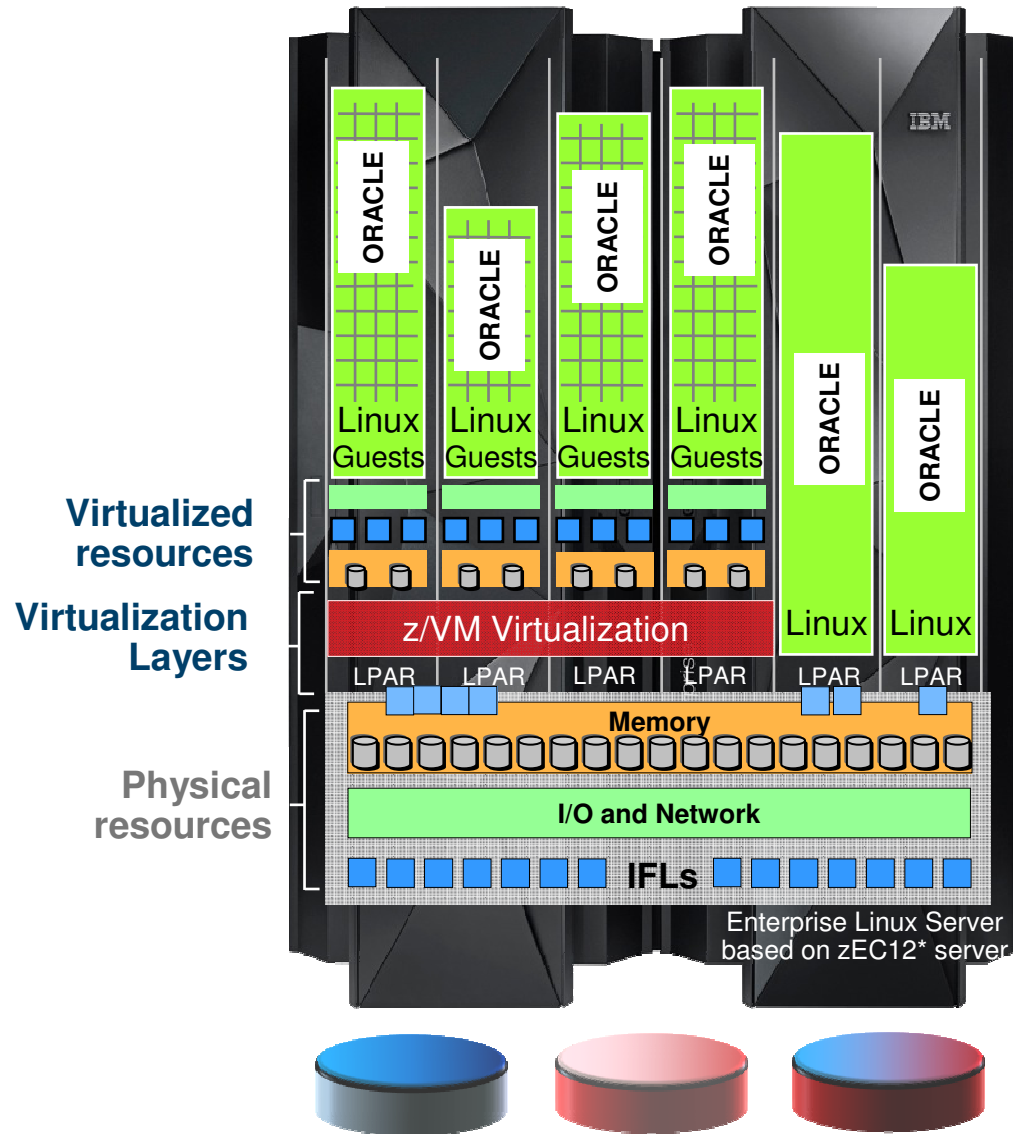 IBM
ORACLE
ORACLE
ORACLE
ORACLE
ORACLE
ORACLE
Linux
Guests
Linux
Guests
Linux
Guests
Linux
Guests
Virtualized
resources
Virtualization
Layers
z/VM Virtualization
Linux
Linux
LPAR
LPAR
LPAR
LPAR
LPAR
LPAR
Physical
resources
Memory
I/O and Network
IFLs
Enterprise Linux Server
based on zEC12* server